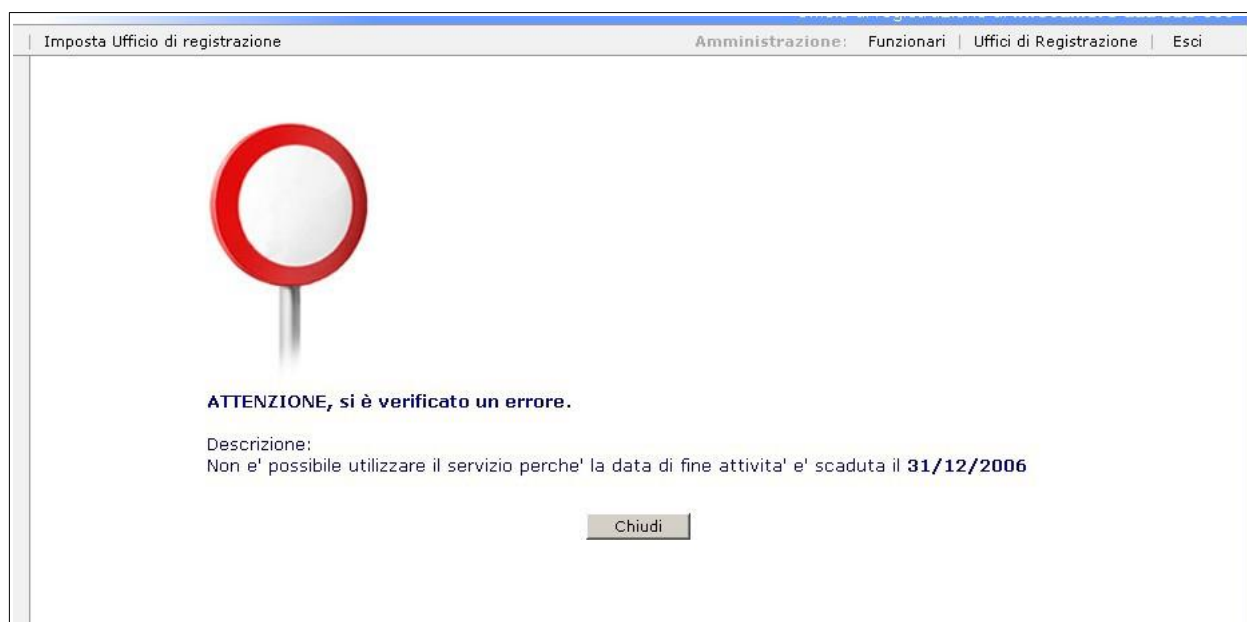 | Imposta Ufficio di registrazione Amministrazione: Funzionari | Uffici di Registrazione | Esci
ATTENZIONE, si è verificato un errore.
Descrizione:
Non e' possibile utilizzare il servizio perche' la data di fine attivita' e' scaduta il 31/12/2006
Chiudi